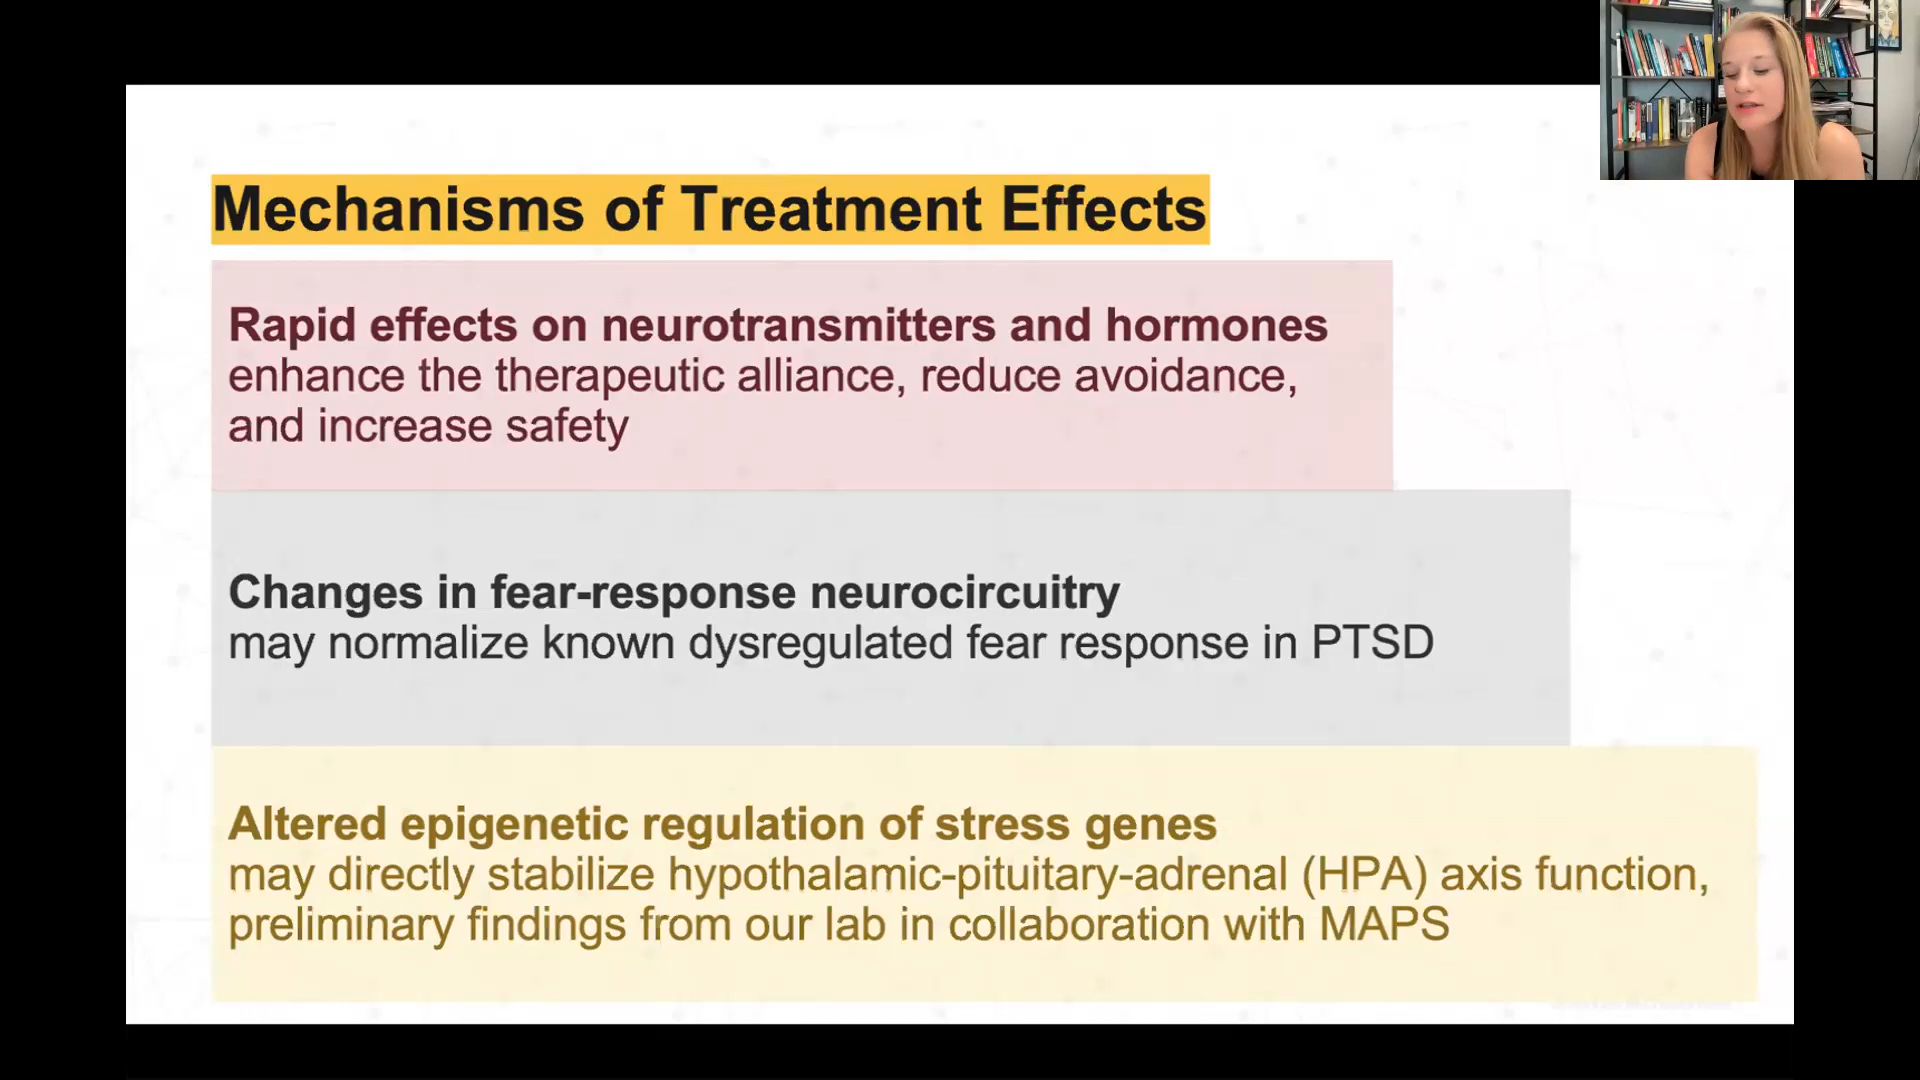 Mechanisms of Treatment Effects
Rapid effects on neurotransmitters and hormones
enhance the therapeutic alliance, reduce avoidance,
and increase safety
Changes in fear-response neurocircuitry
may normalize known dysregulated fear response in PTSD
Altered epigenetic regulation of stress genes
may directly stabilize hypothalamic-pituitary-adrenal (HPA) axis function,
preliminary findings from our lab in collaboration with MAPS